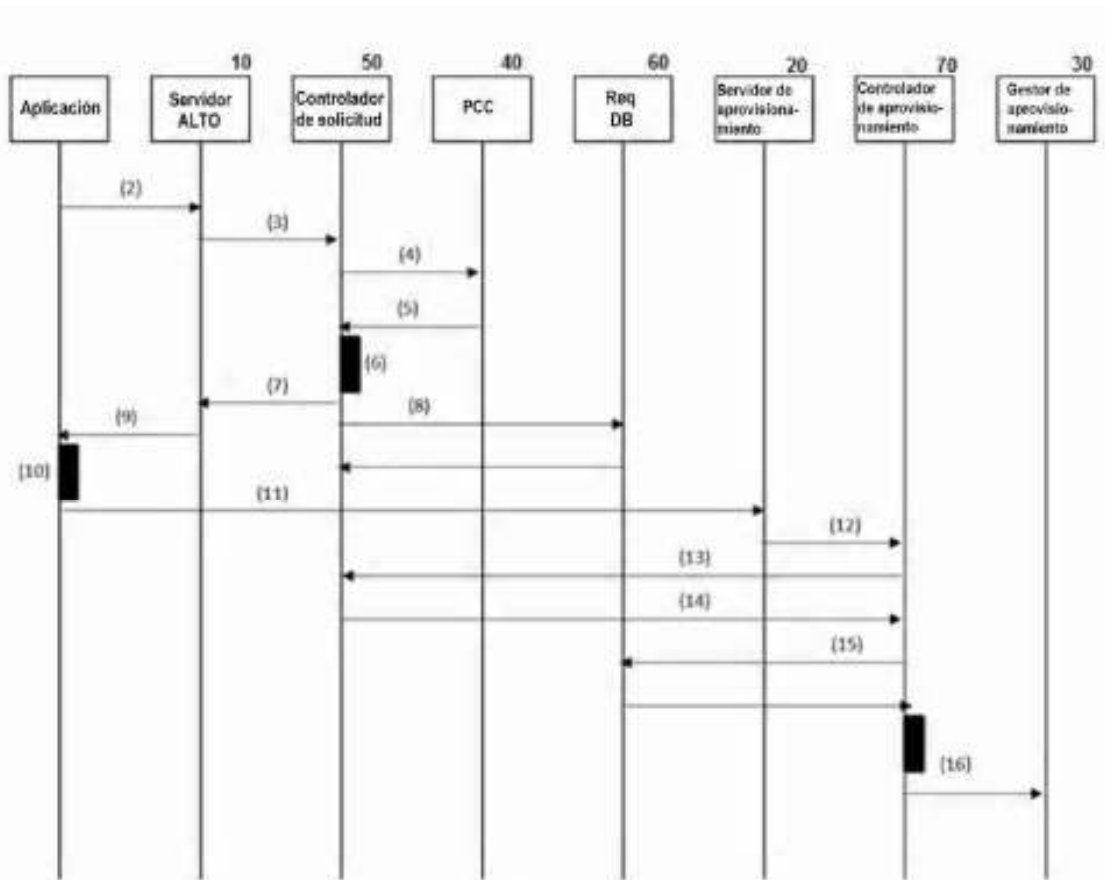 10
50
40
60
20
70
30
Aplicación
Servidor
ALTO
Controlador
de solicitud
PCC
Req
DB
Servidor de
aprovisiona-
miento
Controlador
de aprovisio-
namiento
Gestor de
aprovisio-
namiento
(2)
(3)
(4)
(5)
(6)
(7)
(8)
(9)
(10)
(11)
(12)
(13)
(14)
(15)
(16)